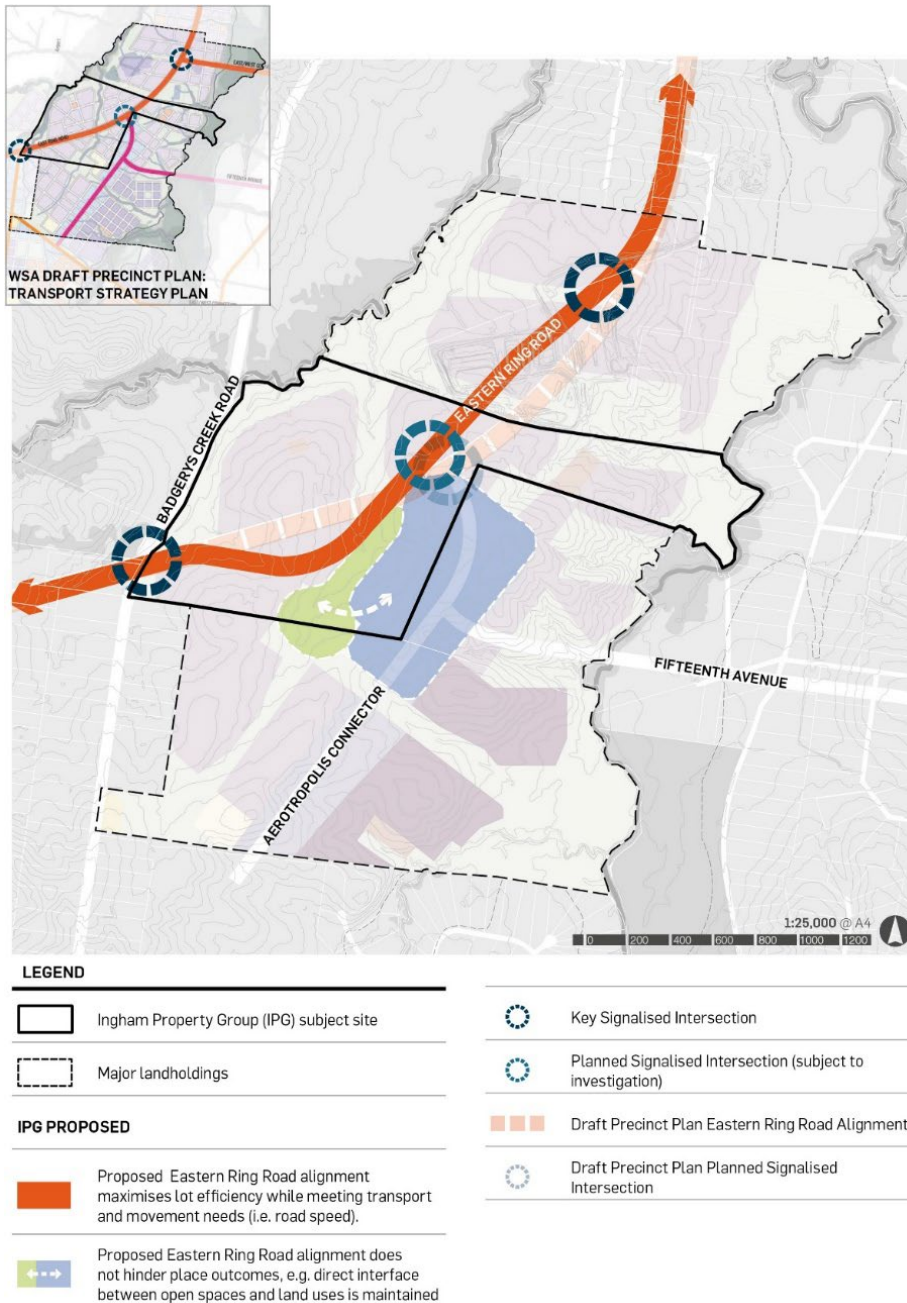 WSA DRAFT PRECINCT PLAN:
TRANSPORT STRATEGY PLAN
FIFTEENTH AVENUE
EASTERN RING ROAD
BADGERYS CREEK ROAD
FIFTEENTH AVENUE
AEROTROPOLIS CONNECTOR
1:25,000 @ A4
0 200 400 600 800 1000 1200
LEGEND
Ingham Property Group (IPG) subject site
Major landholdings
IPG PROPOSED
Proposed Eastern Ring Road alignment
maximises lot efficiency while meeting transport
and movement needs (i.e. road speed).
Proposed Eastern Ring Road alignment does
not hinder place outcomes, e.g. direct interface
between open spaces and land uses is maintained
Key Signalised Intersection
Planned Signalised Intersection (subject to
investigation)
Draft Precinct Plan Eastern Ring Road Alignment
Draft Precinct Plan Planned Signalised
Intersection